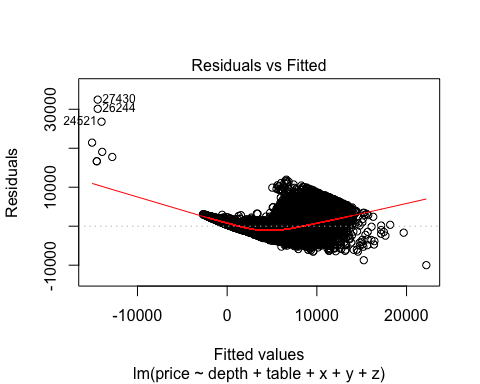 Residuals vs Fitted
Residuals
30000
10000
-10000
27430
26244
24521
-10000 0 10000 20000
Fitted values
lm(price ~ depth + table + x + y + z)